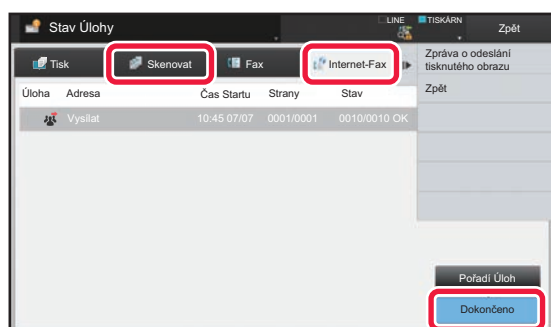 Stav Úlohy
LINE
TISKÁRN
Zpět
Tisk
Skenovat
Fax
Internet-Fax
Zpráva o odeslání
tisknutého obrazu
Zpět
Úloha Adresa Čas Startu Strany Stav
Vysílat 10:45 07/07 0001/0001 0010/0010 OK
Pořadí Úloh
Dokončeno